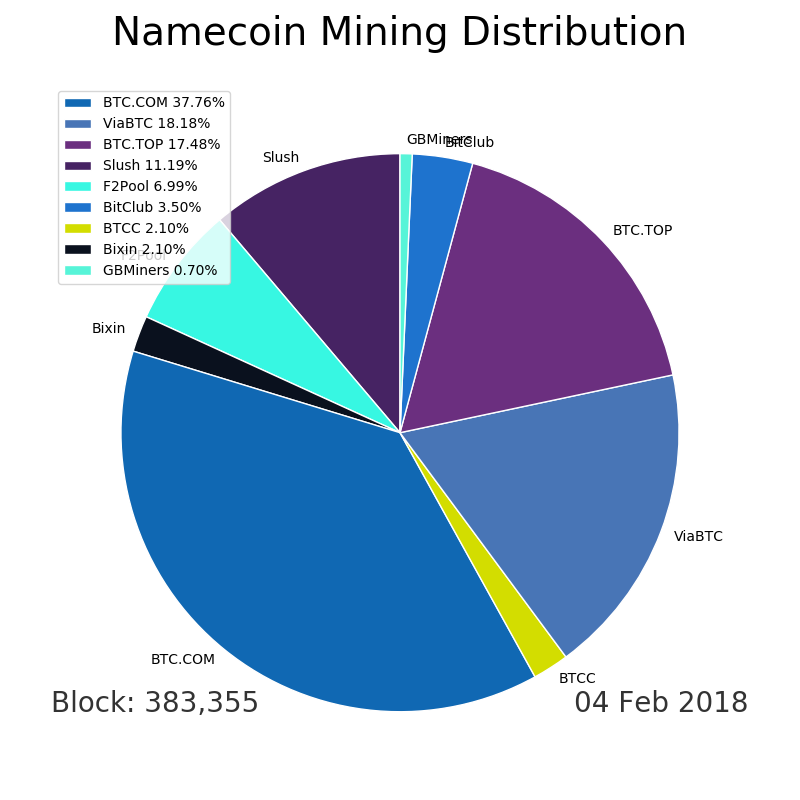 Namecoin Mining Distribution
BTC.COM 37.76%
ViaBTC 18.18%
BTC.TOP 17.48%
Slush 11.19%
F2Pool 6.99%
BitClub 3.50%
BTCC 2.10%
Bixin 2.10%
GBMiners 0.70%
GBMiners
BitClub
Slush
BTC.TOP
F2Pool
Bixin
ViaBTC
BTC.COM
BTCC
Block: 383,355
04 Feb 2018